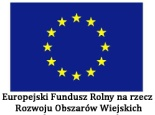 Europejski Fundusz Rolny na rzecz
Rozwoju Obszarów Wiejskich